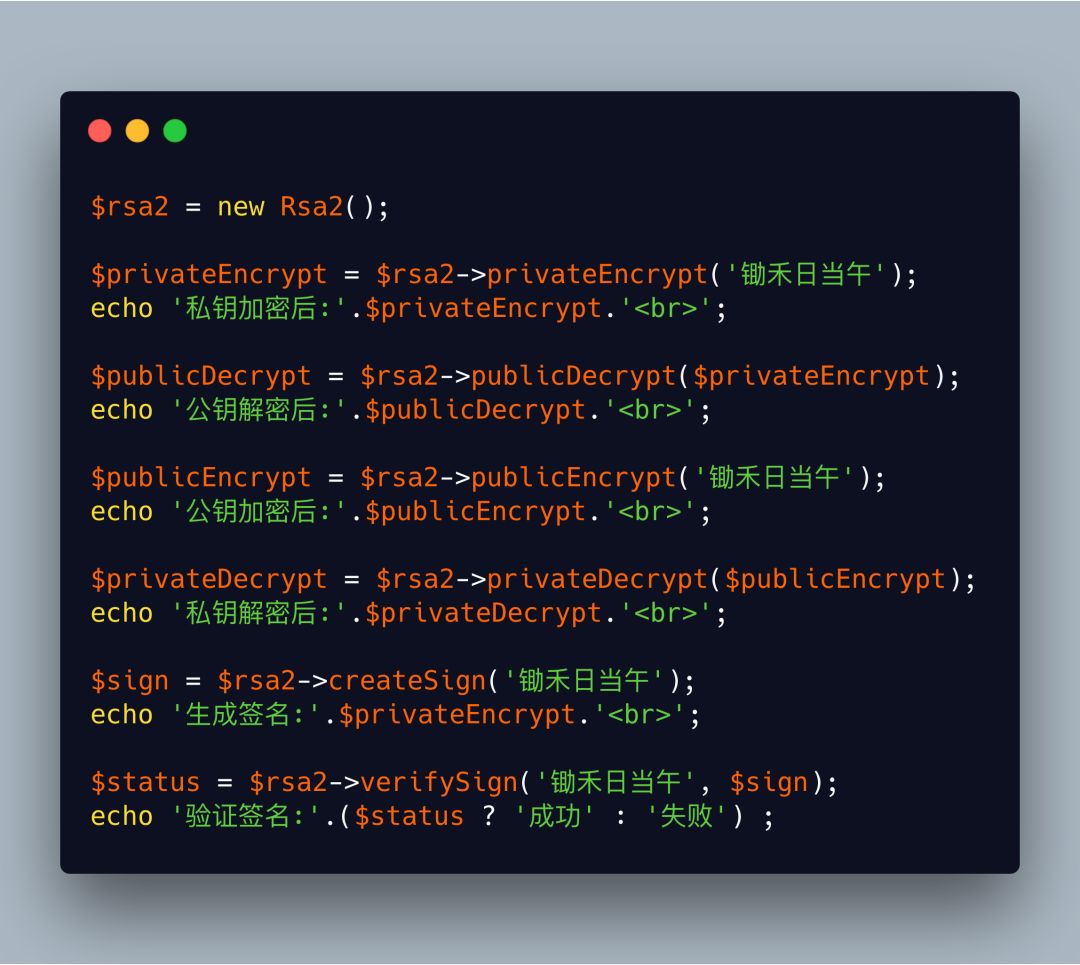 $rsa2 = new Rsa2();
$privateEncrypt = $rsa2->privateEncrypt('锄禾日当午');
echo '私钥加密后:'.$privateEncrypt.'<br>';
$publicDecrypt = $rsa2->publicDecrypt($privateEncrypt);
echo '公钥解密后:'.$publicDecrypt.'<br>';
$publicEncrypt = $rsa2->publicEncrypt('锄禾日当午');
echo '公钥加密后:'.$publicEncrypt.'<br>';
$privateDecrypt = $rsa2->privateDecrypt($publicEncrypt);
echo '私钥解密后:'.$privateDecrypt.'<br>';
$sign = $rsa2->createSign('锄禾日当午');
echo '生成签名:'.$privateEncrypt.'<br>';
$status = $rsa2->verifySign('锄禾日当午', $sign);
echo '验证签名:'.($status ? '成功' : '失败') ;